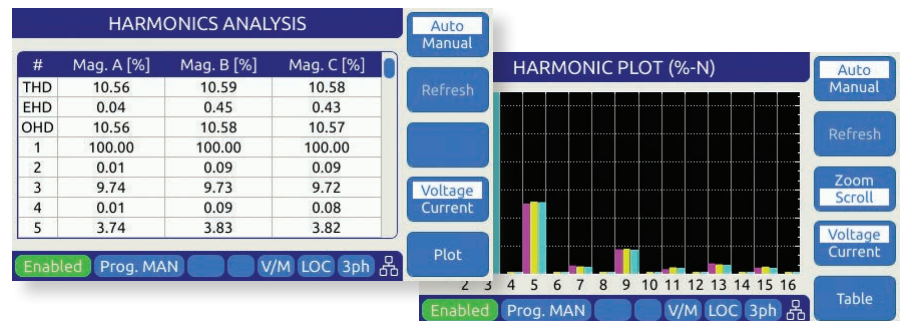 HARMONICS ANALYSIS
# Mag. A [%] Mag. B [%] Mag. C [%]
THD 10.56 10.59 10.58
EHD 0.04 0.45 0.43
OHD 10.56 10.58 10.57
1 100.00 100.00 100.00
2 0.01 0.09 0.09
3 9.74 9.73 9.72
4 0.01 0.09 0.08
5 3.74 3.83 3.82
Auto
Manual
Refresh
Voltage
Current
Plot
Enabled Prog. MAN V/M LOC 3ph
HARMONIC PLOT (%-N)
2 3 4 5 6 7 8 9 10 11 12 13 14 15 16
Auto
Manual
Refresh
Zoom
Scroll
Voltage
Current
Table
Enabled Prog. MAN V/M LOC 3ph